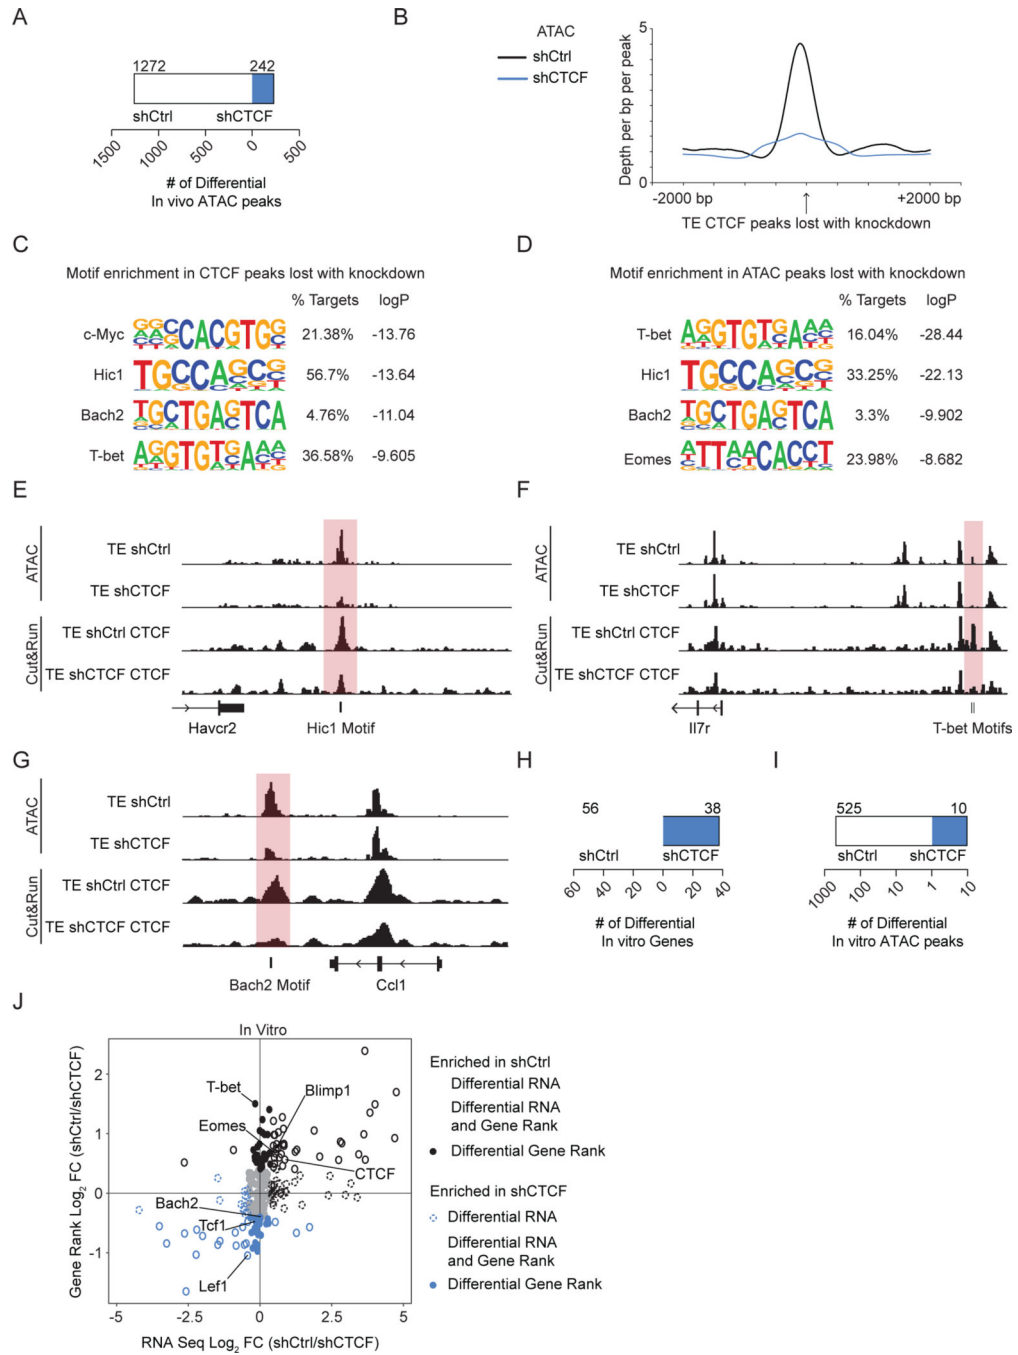 A
1272 242
shCtrl shCTCF
1500 1000 500 0 500
# of Differential
In vivo ATAC peaks
B
ATAC
shCtrl
shCTCF
5
0
Depth per bp per peak
-2000 bp +2000 bp
TE CTCF peaks lost with knockdown
C
Motif enrichment in CTCF peaks lost with knockdown
% Targets logP
c-Myc 21.38% -13.76
Hic1 56.7% -13.64
Bach2 4.76% -11.04
T-bet 36.58% -9.605
D
Motif enrichment in ATAC peaks lost with knockdown
% Targets logP
T-bet 16.04% -28.44
Hic1 33.25% -22.13
Bach2 3.3% -9.902
Eomes 23.98% -8.682
E
ATAC
TE shCtrl
TE shCTCF
Cut&Run
TE shCtrl CTCF
TE shCTCF CTCF
Havcr2 Hic1 Motif
F
ATAC
TE shCtrl
TE shCTCF
Cut&Run
TE shCtrl CTCF
TE shCTCF CTCF
Il7r T-bet Motifs
G
ATAC
TE shCtrl
TE shCTCF
Cut&Run
TE shCtrl CTCF
TE shCTCF CTCF
Bach2 Motif Ccl1
H
56 38
shCtrl shCTCF
60 40 20 0 20 40
# of Differential
In vitro Genes
I
525 10
shCtrl shCTCF
1000 100 10 1 10
# of Differential
In vitro ATAC peaks
J
In Vitro
Gene Rank Log2 FC (shCtrl/shCTCF)
2
1
0
-1
T-bet
Blimp1
Eomes
CTCF
Bach2
Tcf1
Lef1
-5 -2.5 0 2.5 5
RNA Seq Log2 FC (shCtrl/shCTCF)
Enriched in shCtrl
Differential RNA
Differential RNA
and Gene Rank
Differential Gene Rank
Enriched in shCTCF
Differential RNA
Differential RNA
and Gene Rank
Differential Gene Rank